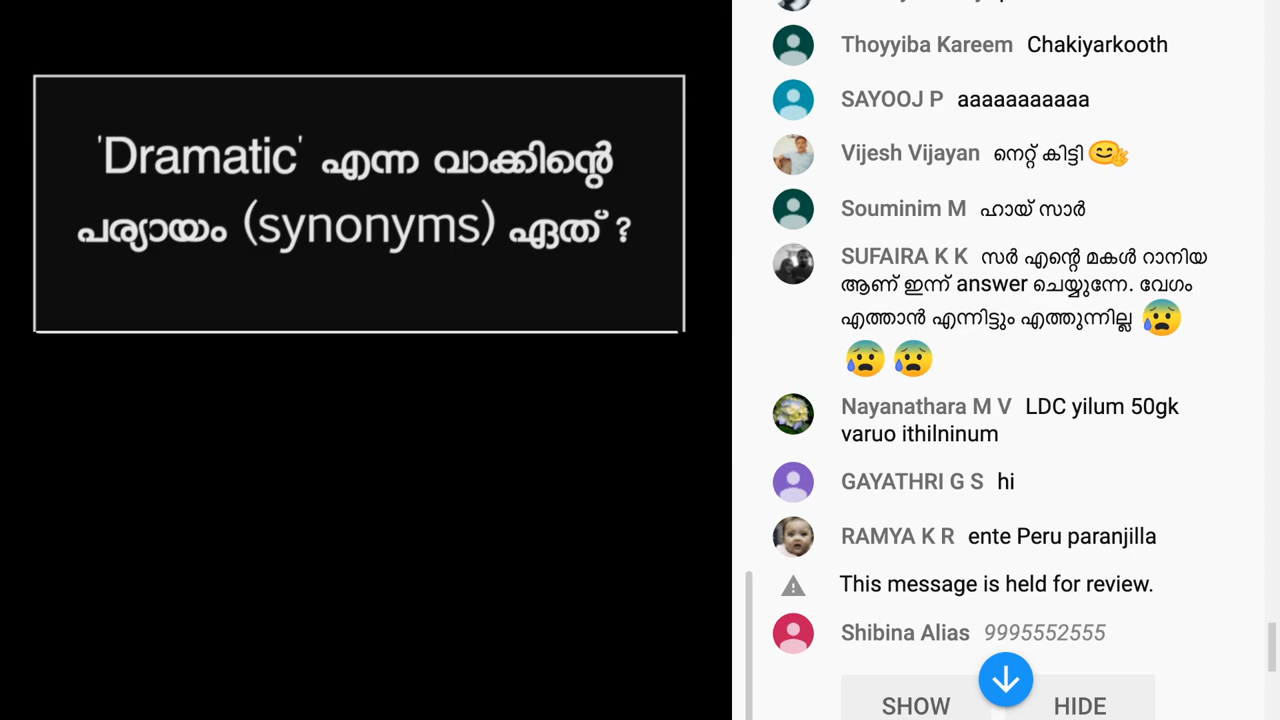 'Dramatic' എന്ന വാക്കിന്റെ
പര്യായം (synonyms) ഏത് ?
Thoyyiba Kareem Chakiyarkooth
SAYOOJ P aaaaaaaaaaa
Vijesh Vijayan നെറ്റ് കിട്ടി
Souminim M ഹായ് സാർ
SUFAIRA K K സർ എന്റെ മകൾ റാനിയ
ആണ് ഇന്ന് answer ചെയ്യുന്നേ. വേഗം
എത്താൻ എന്നിട്ടും എത്തുന്നില്ല
Nayanathara M V LDC yilum 50gk
varuo ithilninum
GAYATHRI G S hi
RAMYA K R ente Peru paranjilla
This message is held for review.
Shibina Alias 9995552555
SHOW HIDE